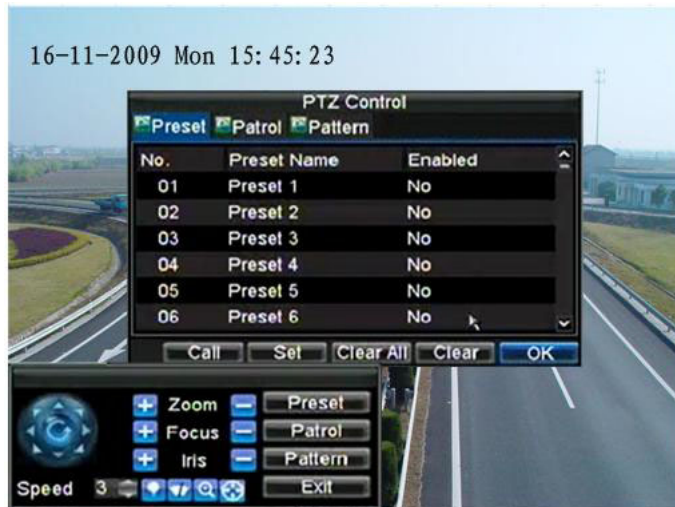 16-11-2009 Mon 15:45:23
PTZ Control
Preset Patrol Pattern
No. Preset Name Enabled
01 Preset 1 No
02 Preset 2 No
03 Preset 3 No
04 Preset 4 No
05 Preset 5 No
06 Preset 6 No
Call Set Clear All Clear OK
Zoom Preset
Focus Patrol
Iris Pattern
Speed 3 Exit